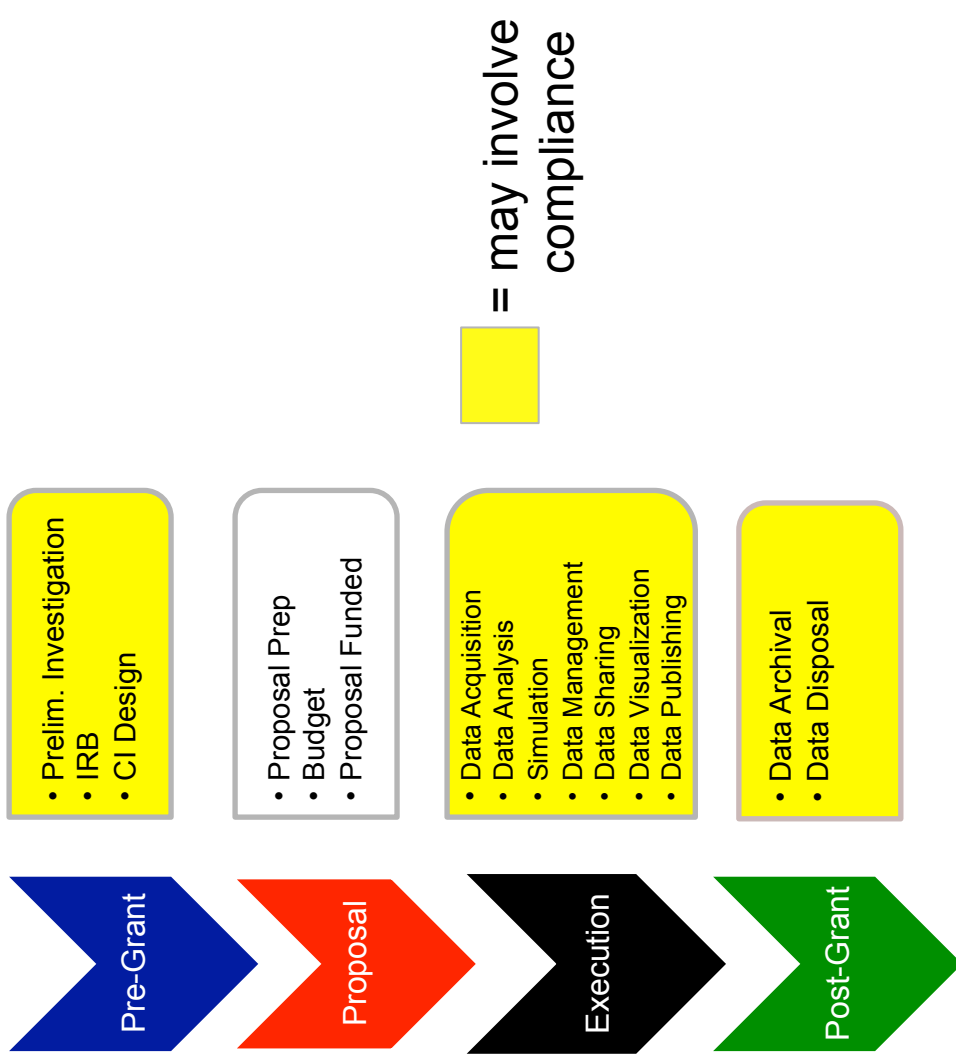 Pre-Grant
• Prelim. Investigation
• IRB
• CI Design
Proposal
• Proposal Prep
• Budget
• Proposal Funded
Execution
• Data Acquisition
• Data Analysis
• Simulation
• Data Management
• Data Sharing
• Data Visualization
• Data Publishing
Post-Grant
• Data Archival
• Data Disposal
= may involve
compliance